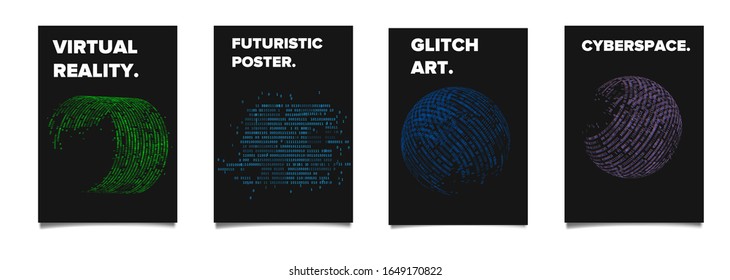 VIRTUAL
REALITY.
FUTURISTIC
POSTER.
GLITCH
ART.
CYBERSPACE.
shutterstock.com · 1649170822